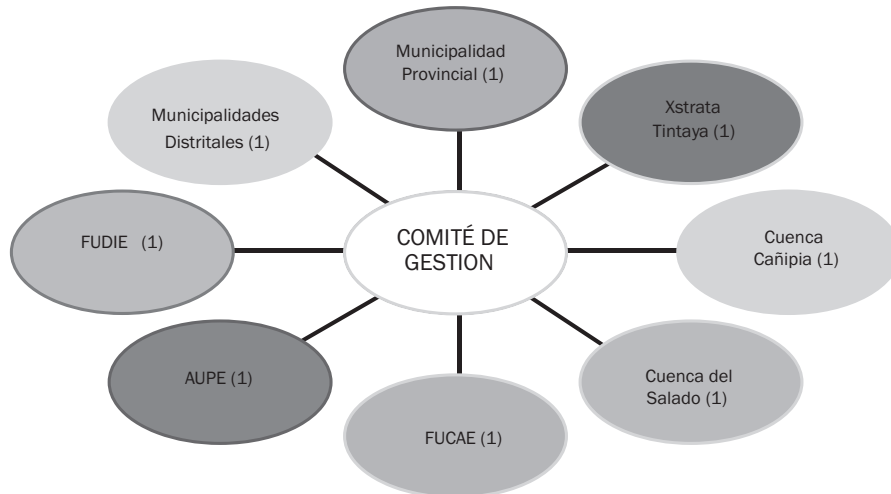 Municipalidad
Provincial (1)
Municipalidades
Distritales (1)
Xstrata
Tintaya (1)
FUDIE (1)
COMITÉ DE
GESTION
Cuenca
Cañipia (1)
AUPE (1)
Cuenca del
Salado (1)
FUCAE (1)